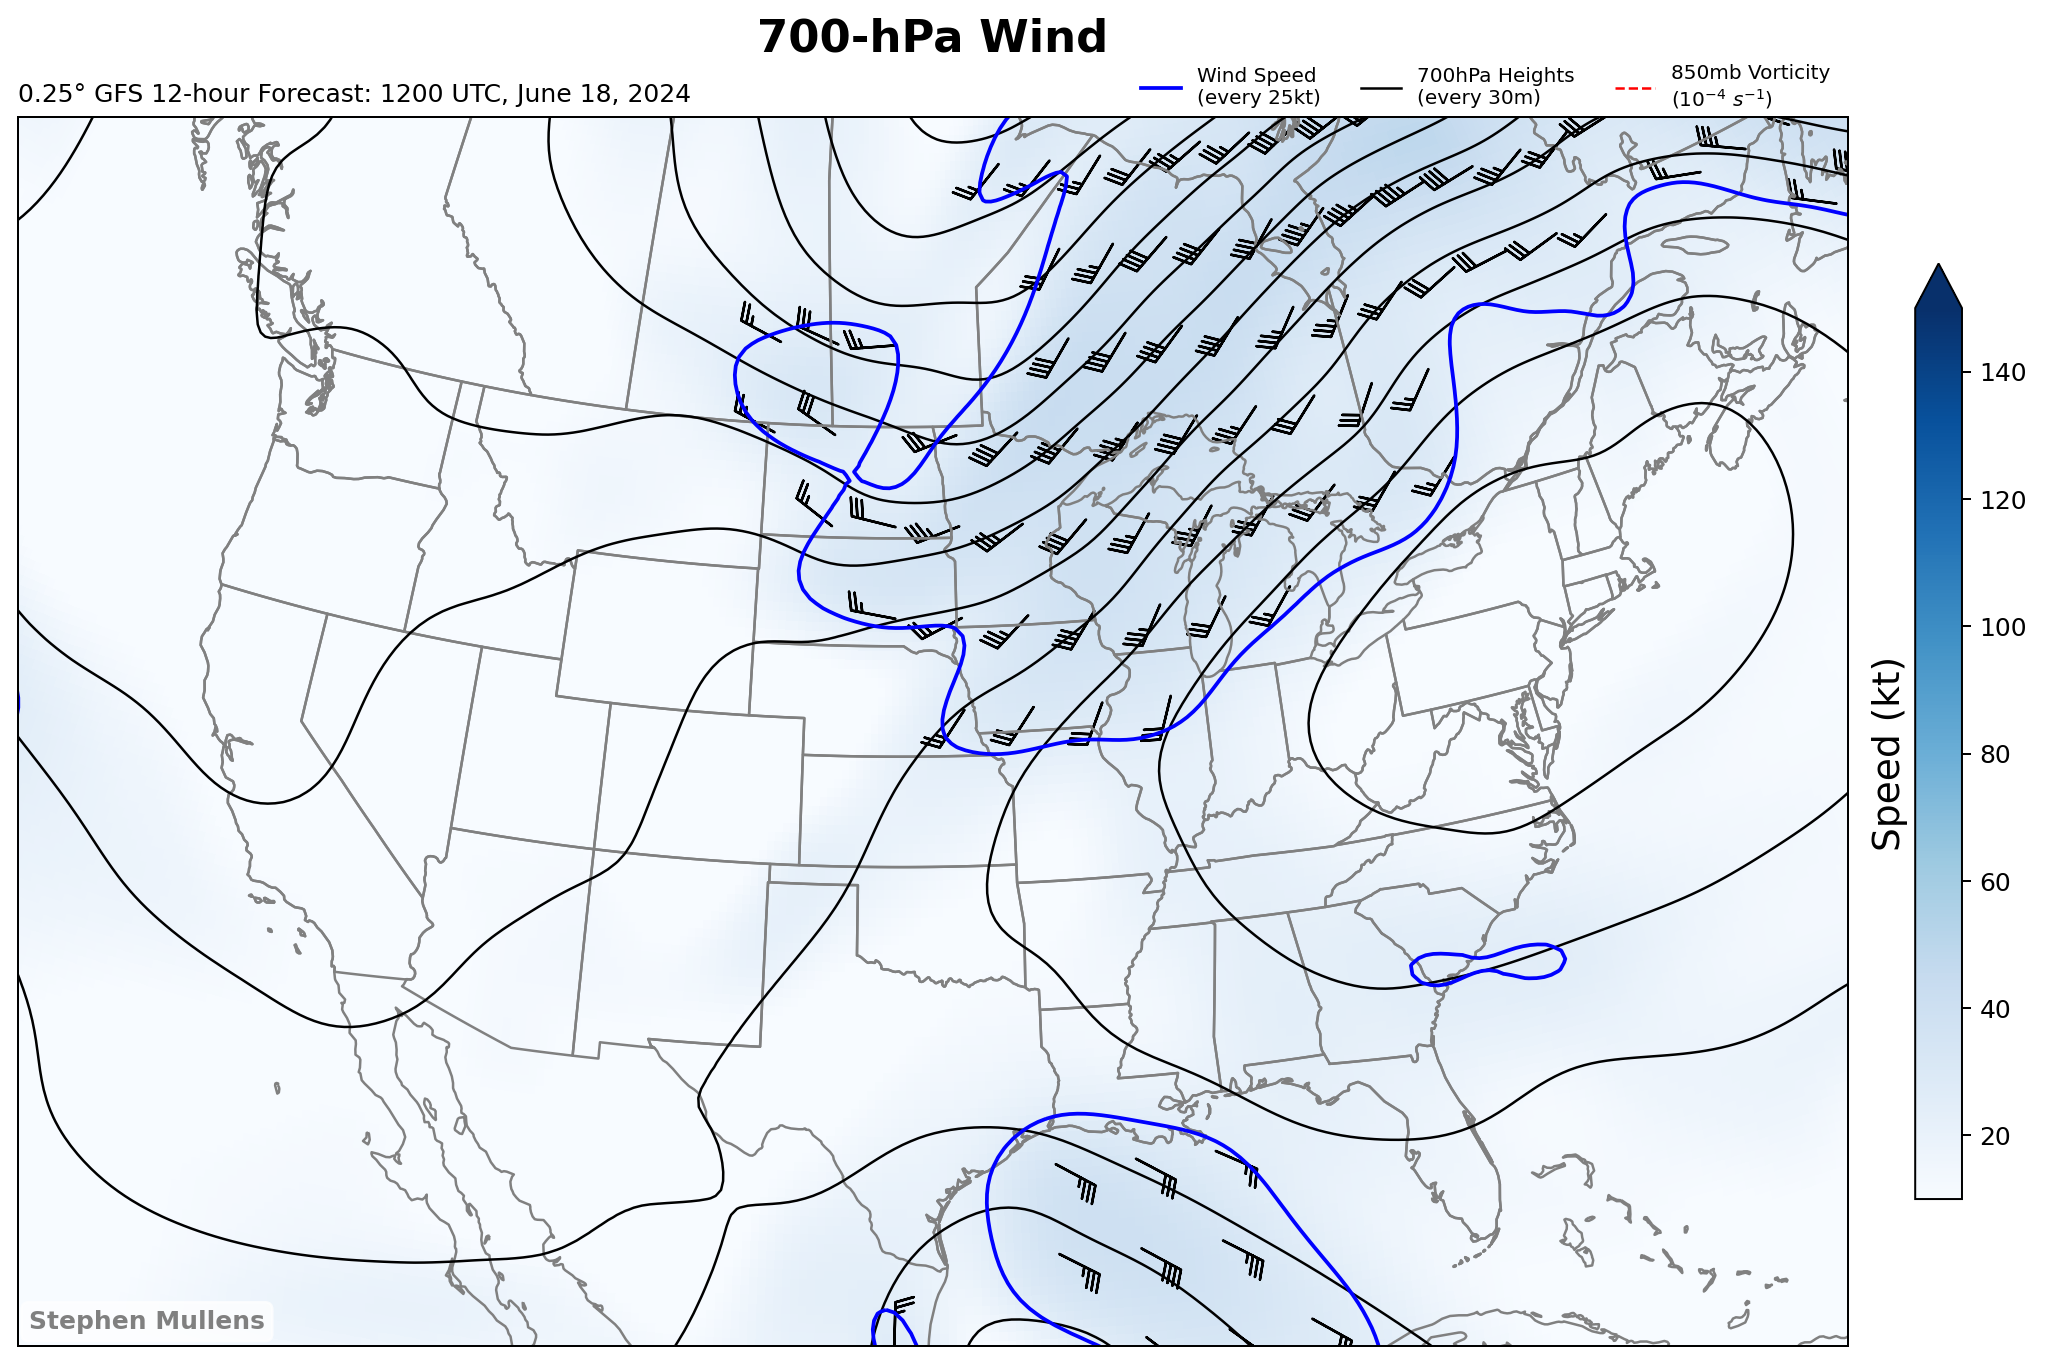 700-hPa Wind
0.25° GFS 12-hour Forecast: 1200 UTC, June 18, 2024
Wind Speed
(every 25kt)
700hPa Heights
(every 30m)
850mb Vorticity
(10⁻⁴ s⁻¹)
140
120
100
80
60
40
20
Speed (kt)
Stephen Mullens